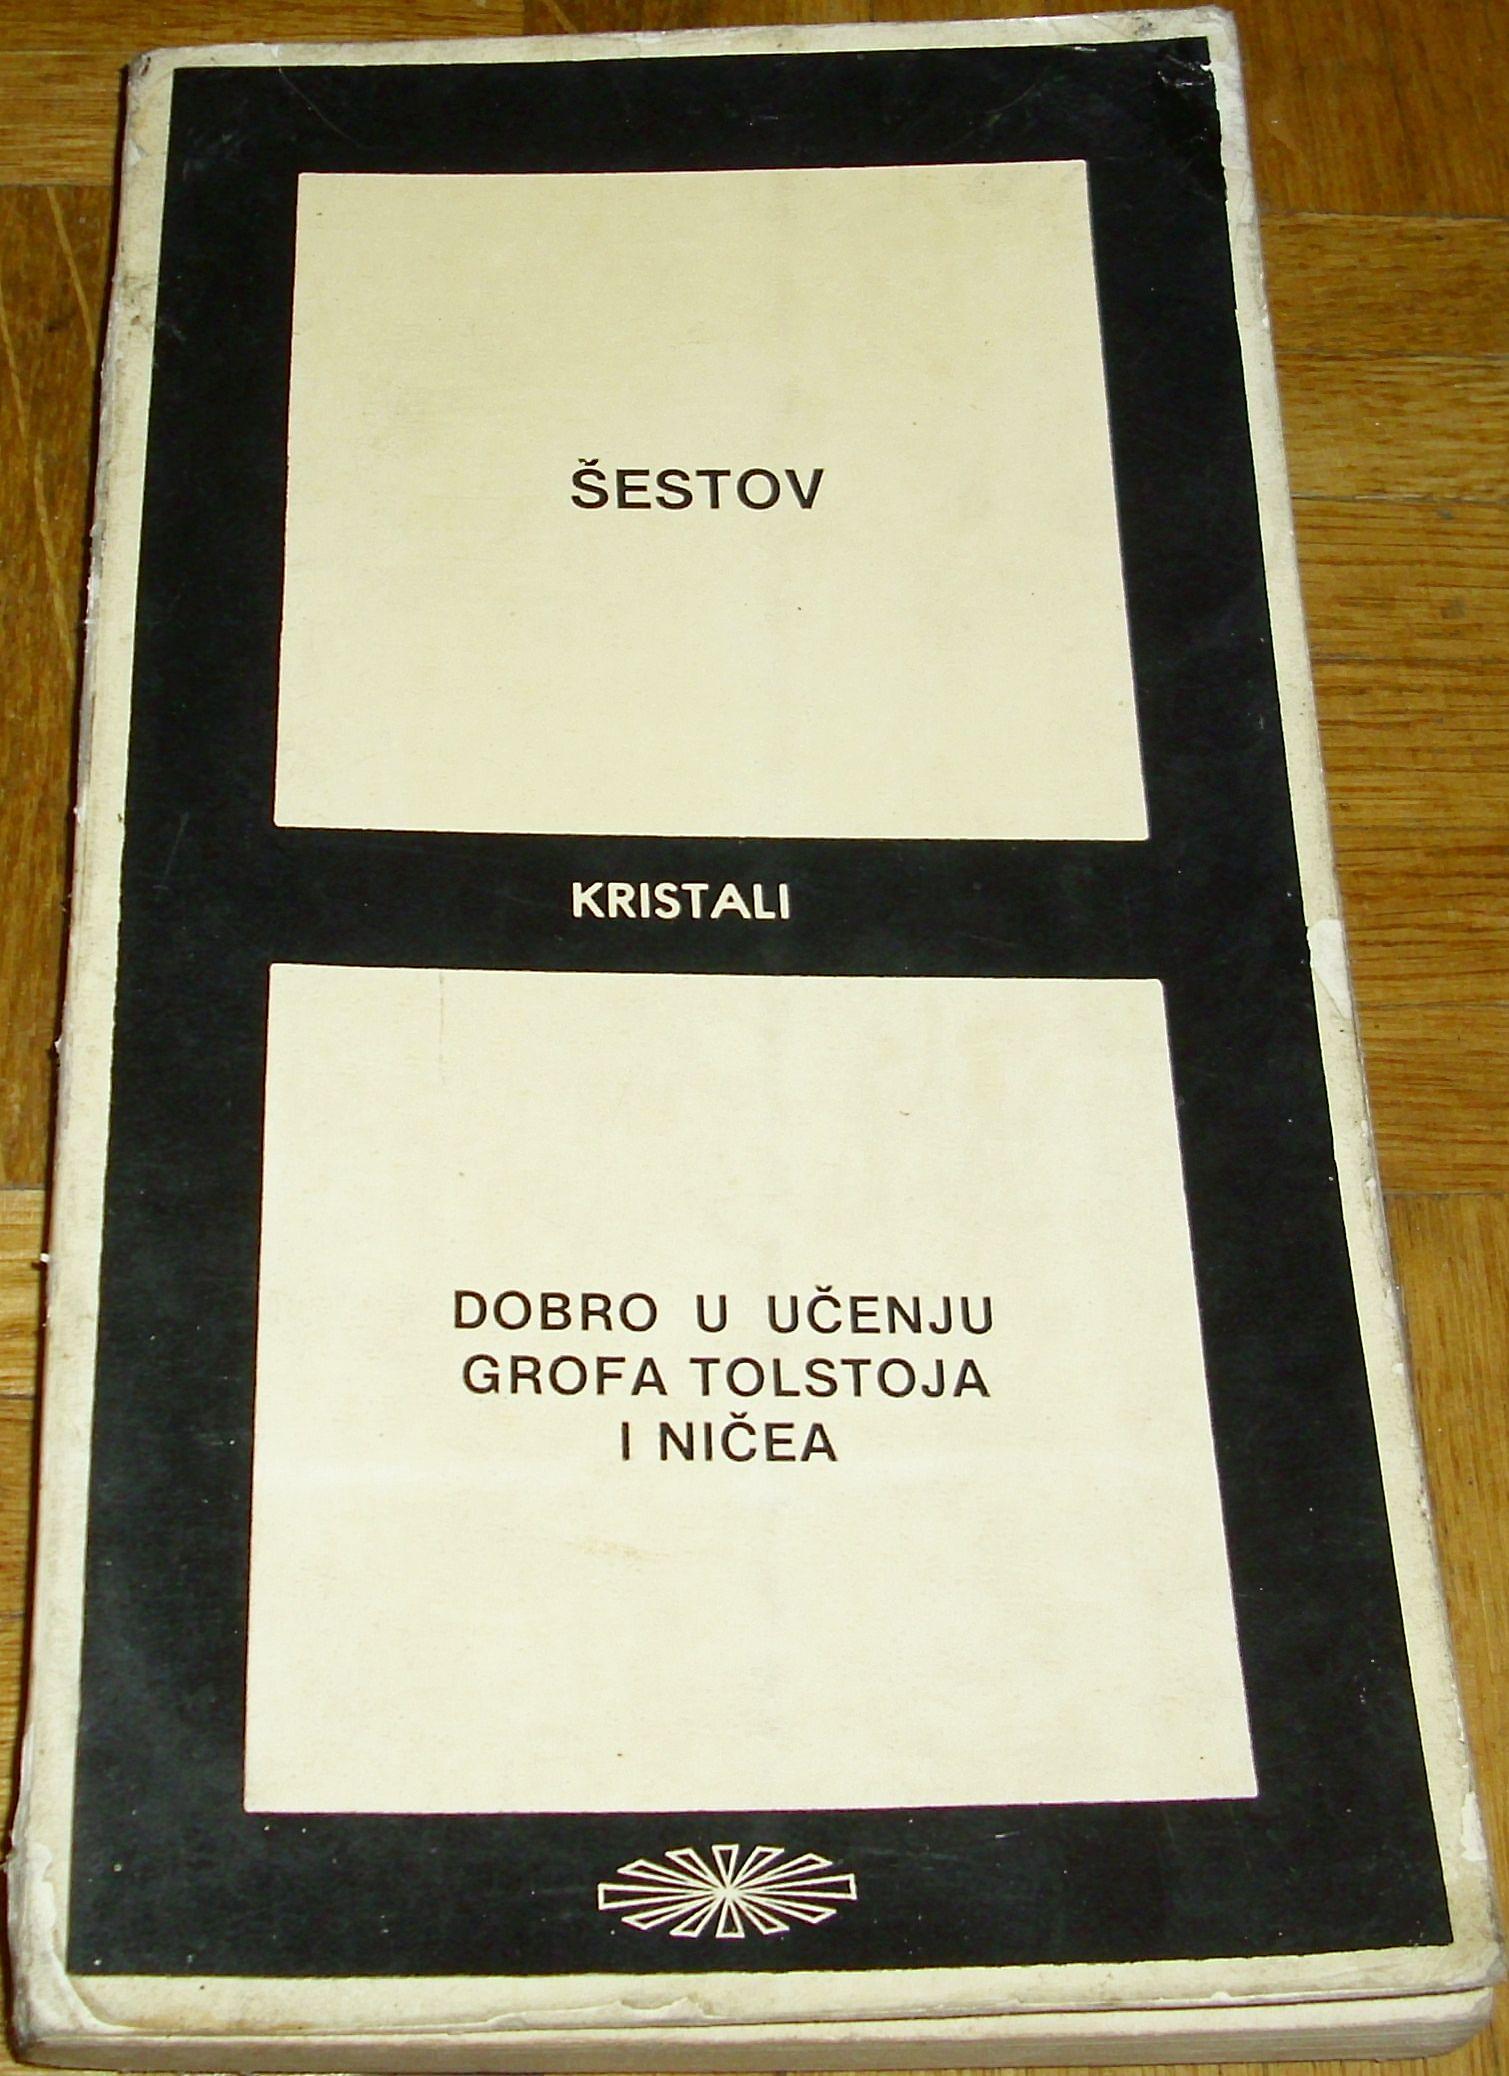 ŠESTOV
KRISTALI
DOBRO U UČENJU
GROFA TOLSTOJA
I NIČEA